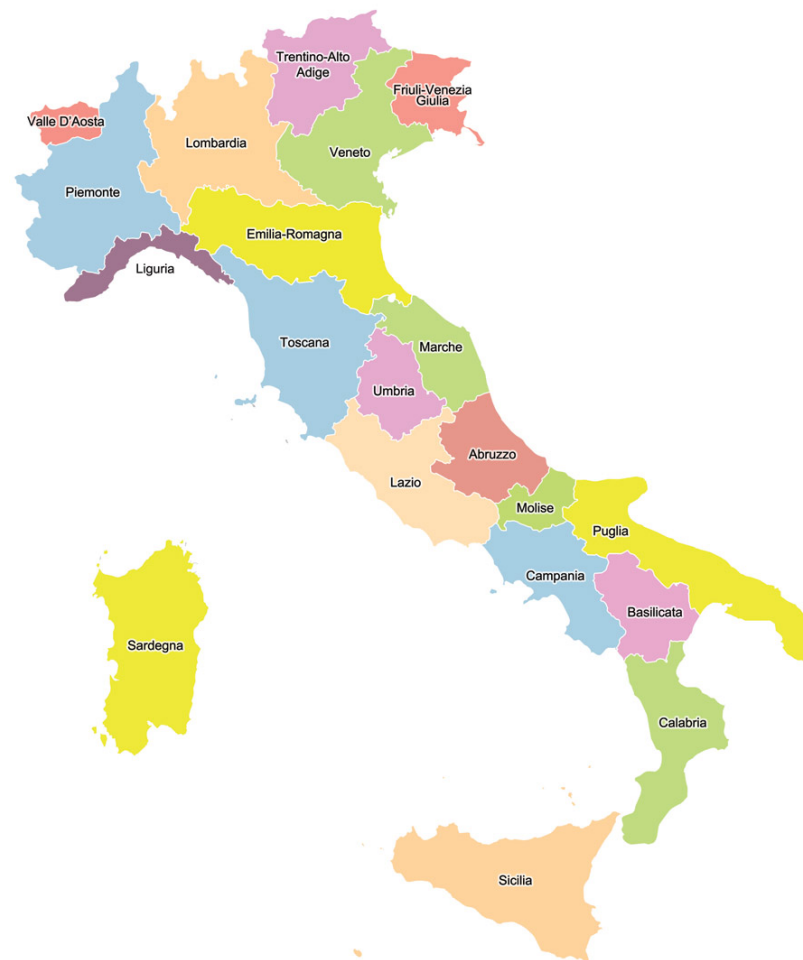 Trentino-Alto
Adige
Friuli-Venezia
Giulia
Valle D'Aosta
Lombardia
Veneto
Piemonte
Emilia-Romagna
Liguria
Toscana
Marche
Umbria
Abruzzo
Lazio
Molise
Puglia
Campania
Basilicata
Sardegna
Calabria
Sicilia